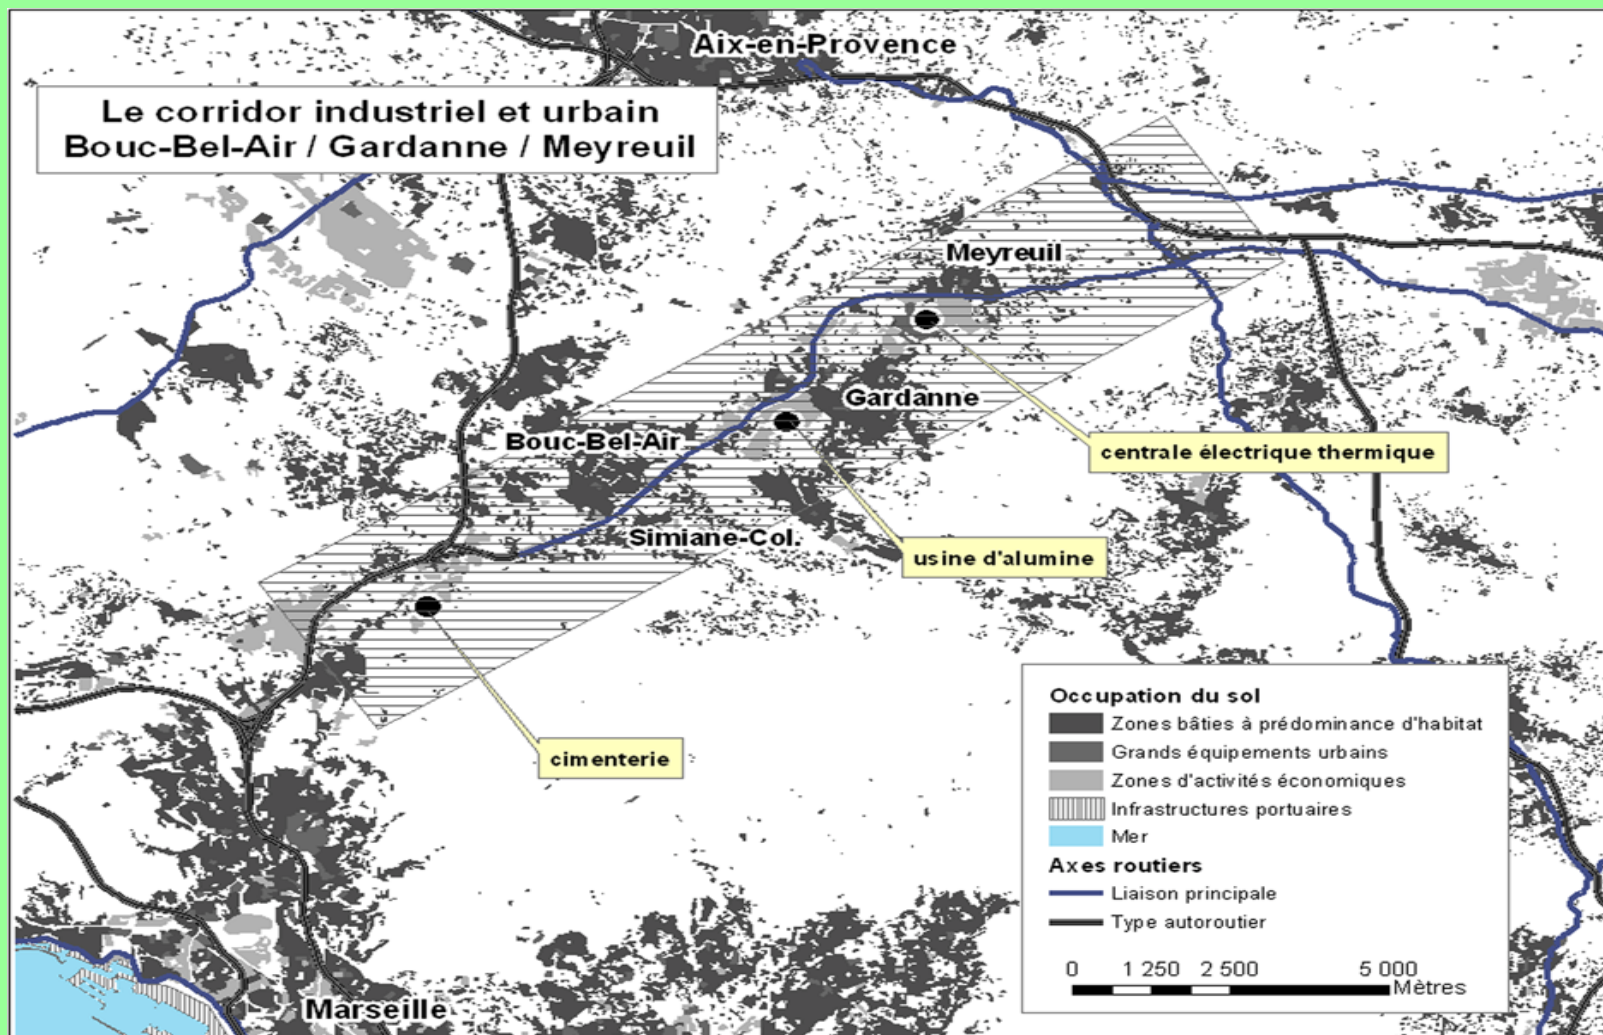 Aix-en-Provence
Le corridor industriel et urbain
Bouc-Bel-Air / Gardanne / Meyreuil
Meyreuil
Gardanne
Bouc-Bel-Air
centrale électrique thermique
Simiane-Col.
usine d'alumine
cimenterie
Marseille
Occupation du sol
Zones bâties à prédominance d'habitat
Grands équipements urbains
Zones d'activités économiques
Infrastructures portuaires
Mer
Axes routiers
Liaison principale
Type autoroutier
0 1 250 2 500 5 000
Mètres